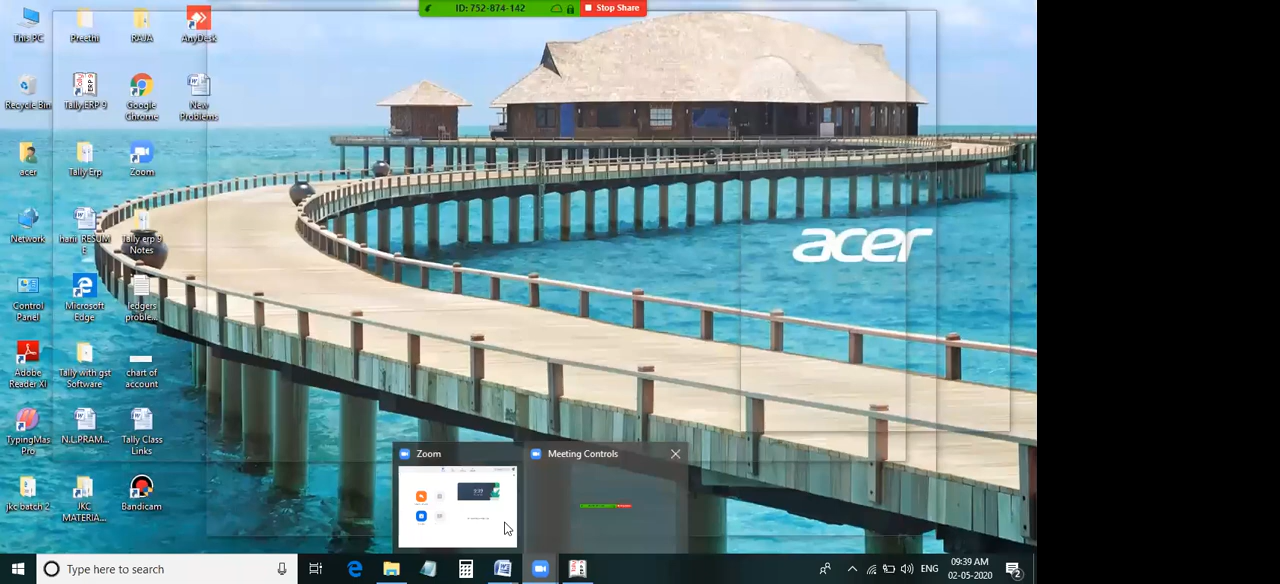 ID: 752-874-142
Stop Share
This PC
Preethi
RAJA
AnyDesk
Recycle Bin
Tally.ERP 9
Google
Chrome
New
Problems
acer
Tally Erp
Zoom
Network
harii_RESUM
E
Tally erp 9
Notes
acer
Control
Panel
Microsoft
Edge
ledgers
proble...
Adobe
Reader XI
Tally with gst
Software
chart of
account
TypingMas...
Pro
N.L.PRAM...
Tally Class
Links
jkc batch 2
JKC
MATERIA...
Bandicam
Zoom
Meeting Controls
Type here to search
ENG
09:39 AM
02-05-2020
2